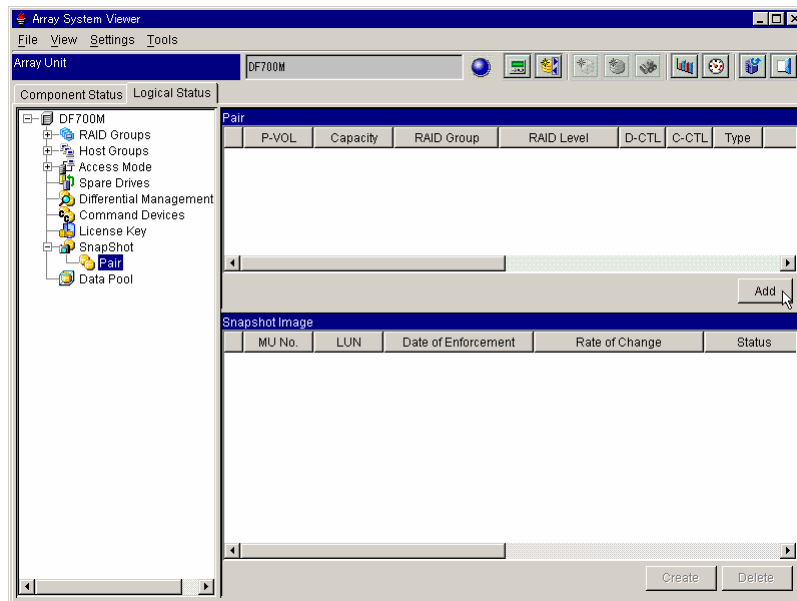 Array System Viewer
File View Settings Tools
Array Unit
DF700M
Component Status
Logical Status
DF700M
RAID Groups
Host Groups
Access Mode
Spare Drives
Differential Management
Command Devices
License Key
SnapShot
Pair
Data Pool
Pair
P-VOL Capacity RAID Group RAID Level D-CTL C-CTL Type
Add
Snapshot Image
MU No. LUN Date of Enforcement Rate of Change Status
Create Delete